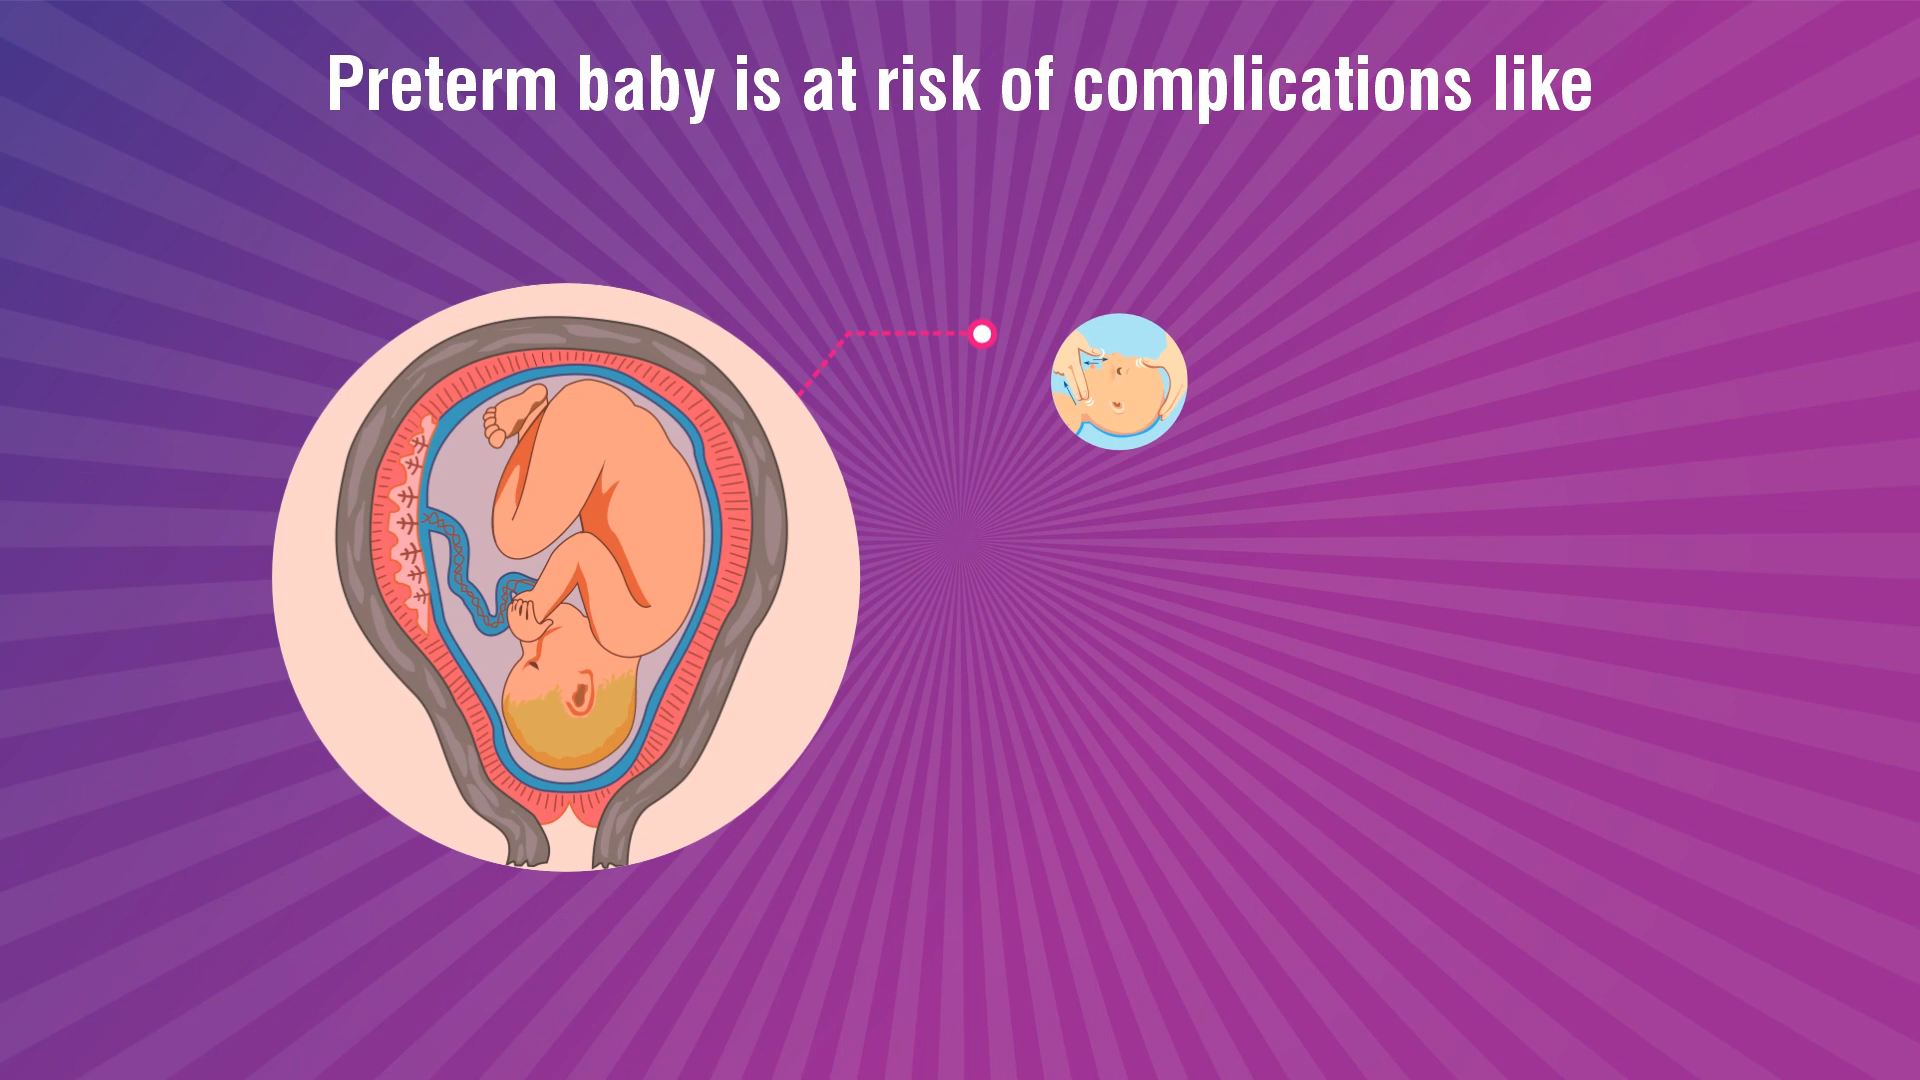 Preterm baby is at risk of complications like